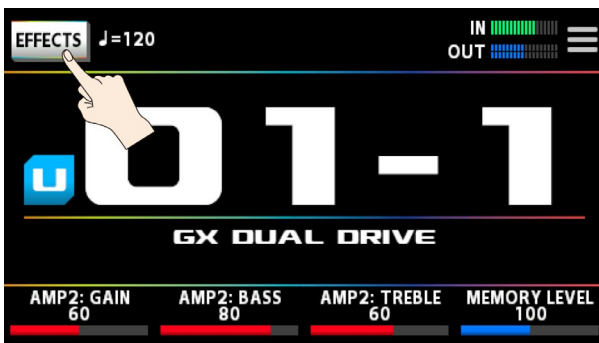 EFFECTS ♩=120
IN
OUT
U01-1
GX DUAL DRIVE
AMP2: GAIN AMP2: BASS AMP2: TREBLE MEMORY LEVEL
60 80 60 100